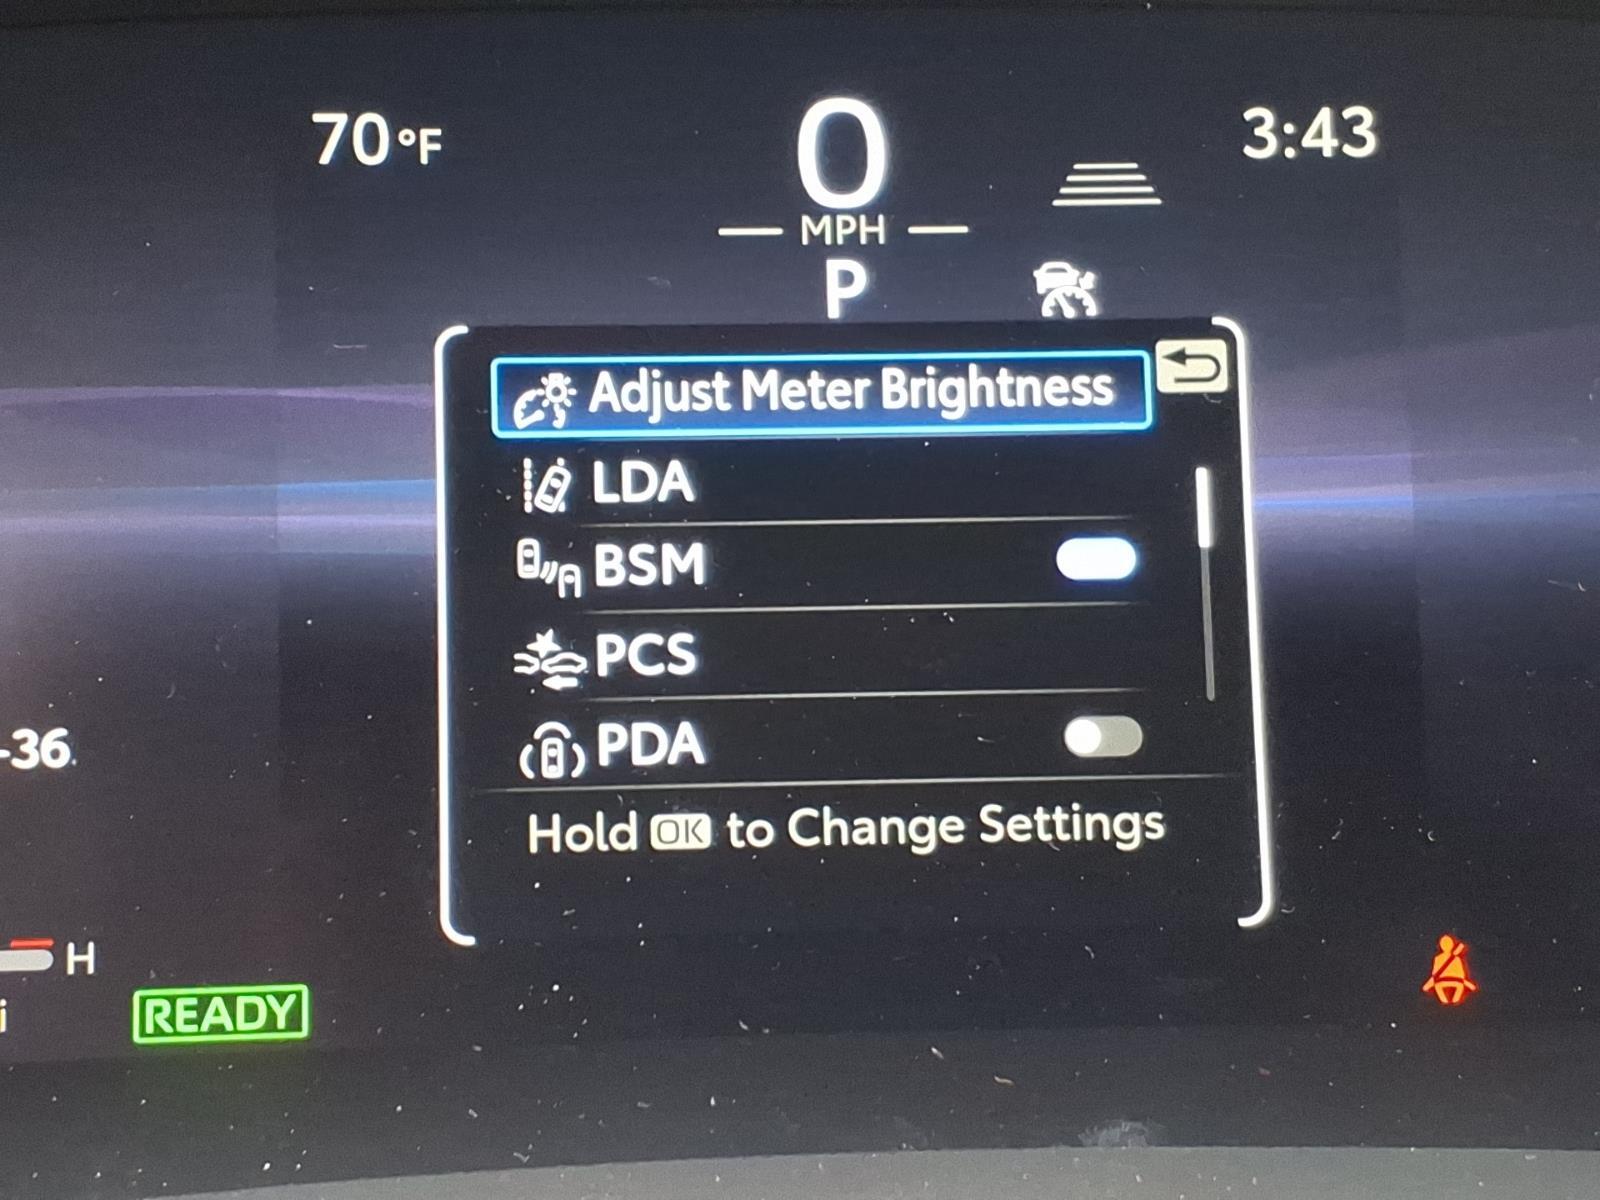 70°F
0
3:43
MPH
P
Adjust Meter Brightness
LDA
BSM
PCS
PDA
-36.
Hold OK to Change Settings
H
READY
i